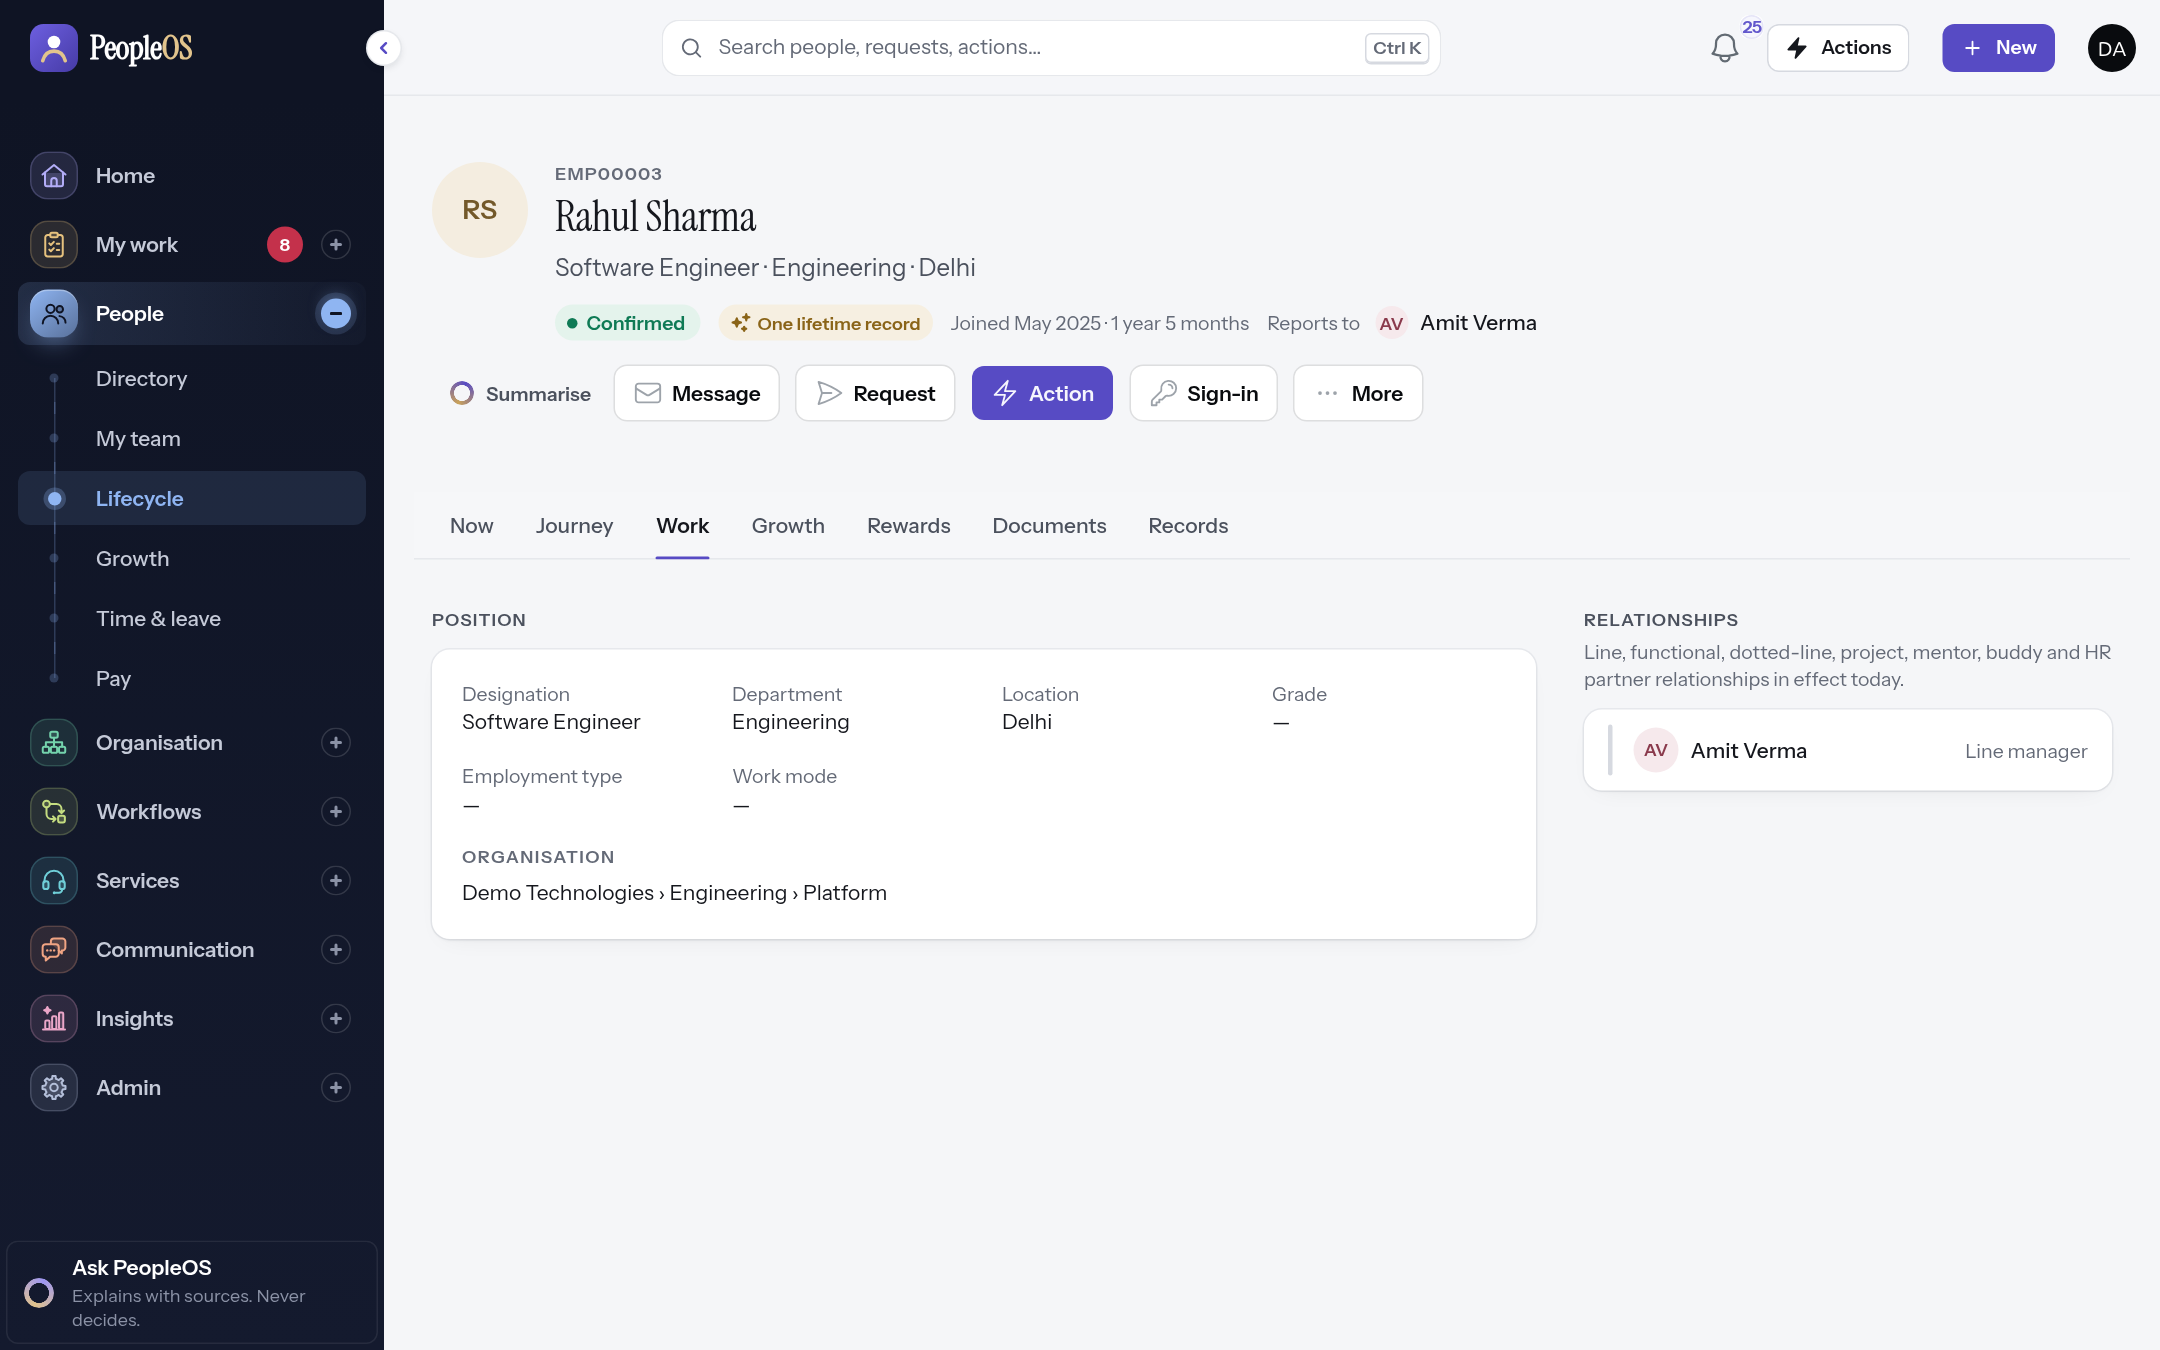 PeopleOS
Search people, requests, actions...
Ctrl K
25
Actions
New
DA
Home
My work
8
People
Directory
My team
Lifecycle
Growth
Time & leave
Pay
Organisation
Workflows
Services
Communication
Insights
Admin
Ask PeopleOS
Explains with sources. Never
decides.
RS
EMP00003
Rahul Sharma
Software Engineer · Engineering · Delhi
Confirmed
One lifetime record
Joined May 2025 · 1 year 5 months
Reports to
AV
Amit Verma
Summarise
Message
Request
Action
Sign-in
More
Now
Journey
Work
Growth
Rewards
Documents
Records
POSITION
Designation
Software Engineer
Department
Engineering
Location
Delhi
Grade
—
Employment type
—
Work mode
—
ORGANISATION
Demo Technologies › Engineering › Platform
RELATIONSHIPS
Line, functional, dotted-line, project, mentor, buddy and HR
partner relationships in effect today.
AV
Amit Verma
Line manager